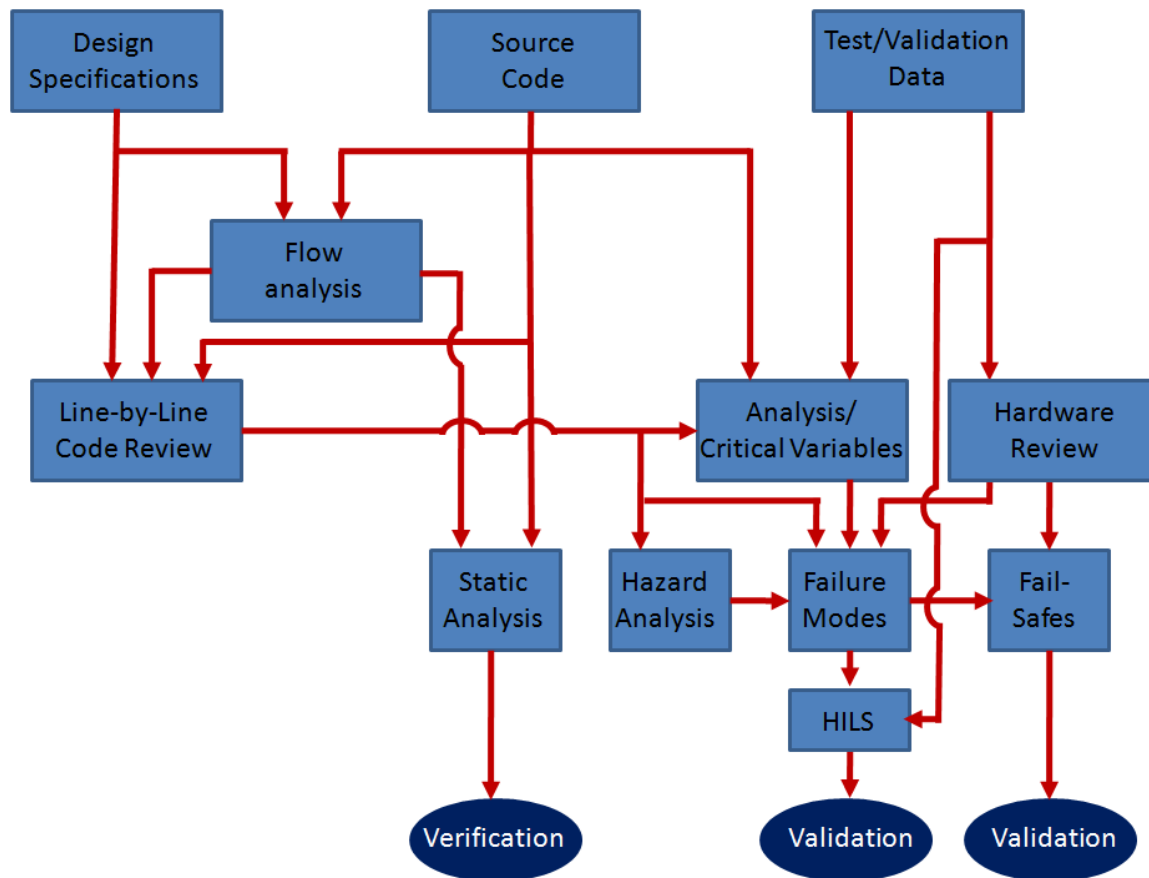 Design
Specifications
Source
Code
Test/Validation
Data
Flow
analysis
Line-by-Line
Code Review
Analysis/
Critical Variables
Hardware
Review
Static
Analysis
Hazard
Analysis
Failure
Modes
Fail-
Safes
HILS
Verification
Validation
Validation